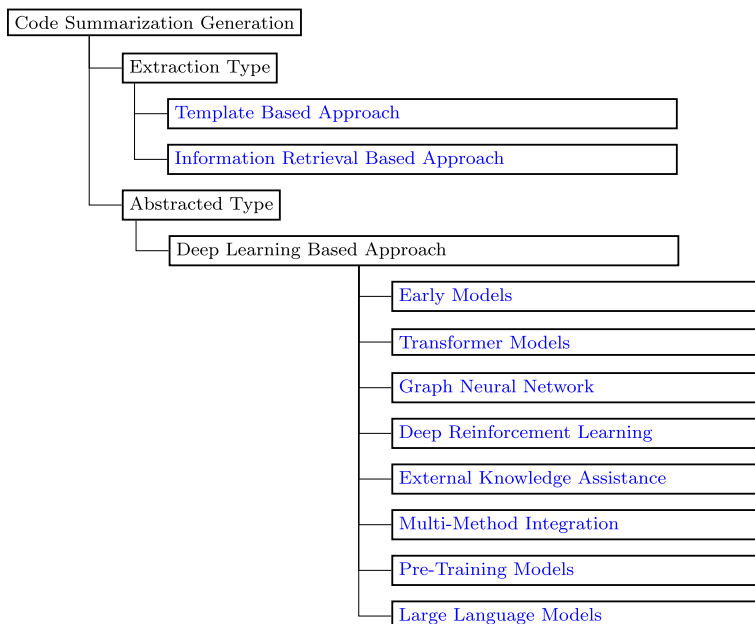 Code Summarization Generation
Extraction Type
Template Based Approach
Information Retrieval Based Approach
Abstracted Type
Deep Learning Based Approach
Early Models
Transformer Models
Graph Neural Network
Deep Reinforcement Learning
External Knowledge Assistance
Multi-Method Integration
Pre-Training Models
Large Language Models